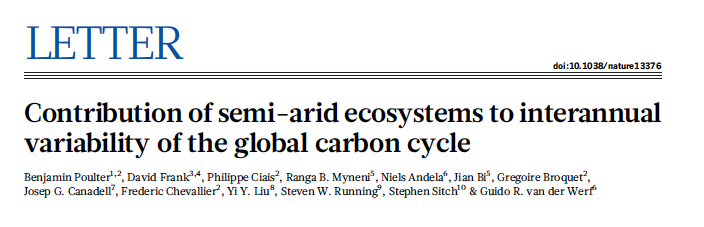 LETTER
doi:10.1038/nature13376
Contribution of semi-arid ecosystems to interannual
variability of the global carbon cycle
Benjamin Poulter1,2, David Frank3,4, Philippe Ciais2, Ranga B. Myneni5, Niels Andela6, Jian Bi5, Gregoire Broquet2,
Josep G. Canadell7, Frederic Chevallier2, Yi Y. Liu8, Steven W. Running9, Stephen Sitch10 & Guido R. van der Werf6